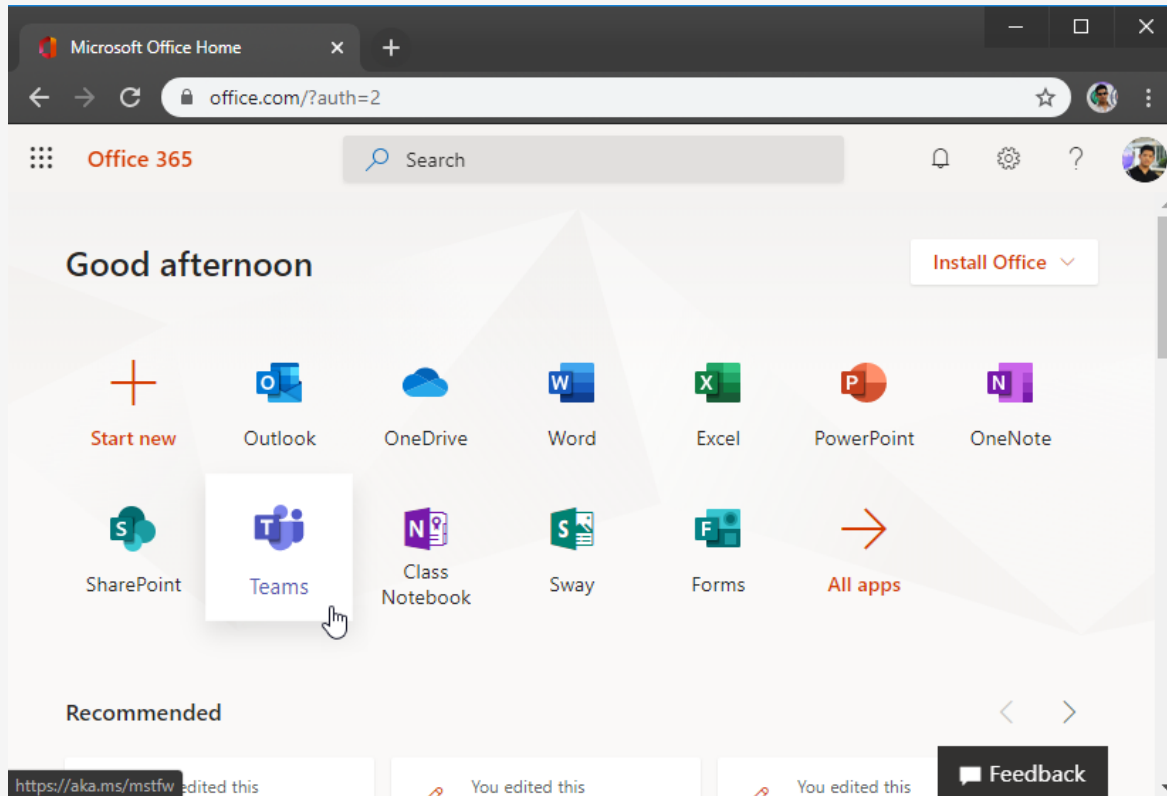 Microsoft Office Home
office.com/?auth=2
Office 365
Search
Good afternoon
Install Office
Start new
Outlook
OneDrive
Word
Excel
PowerPoint
OneNote
SharePoint
Teams
Class
Notebook
Sway
Forms
All apps
Recommended
edited this
You edited this
You edited this
Feedback
https://aka.ms/mstfw